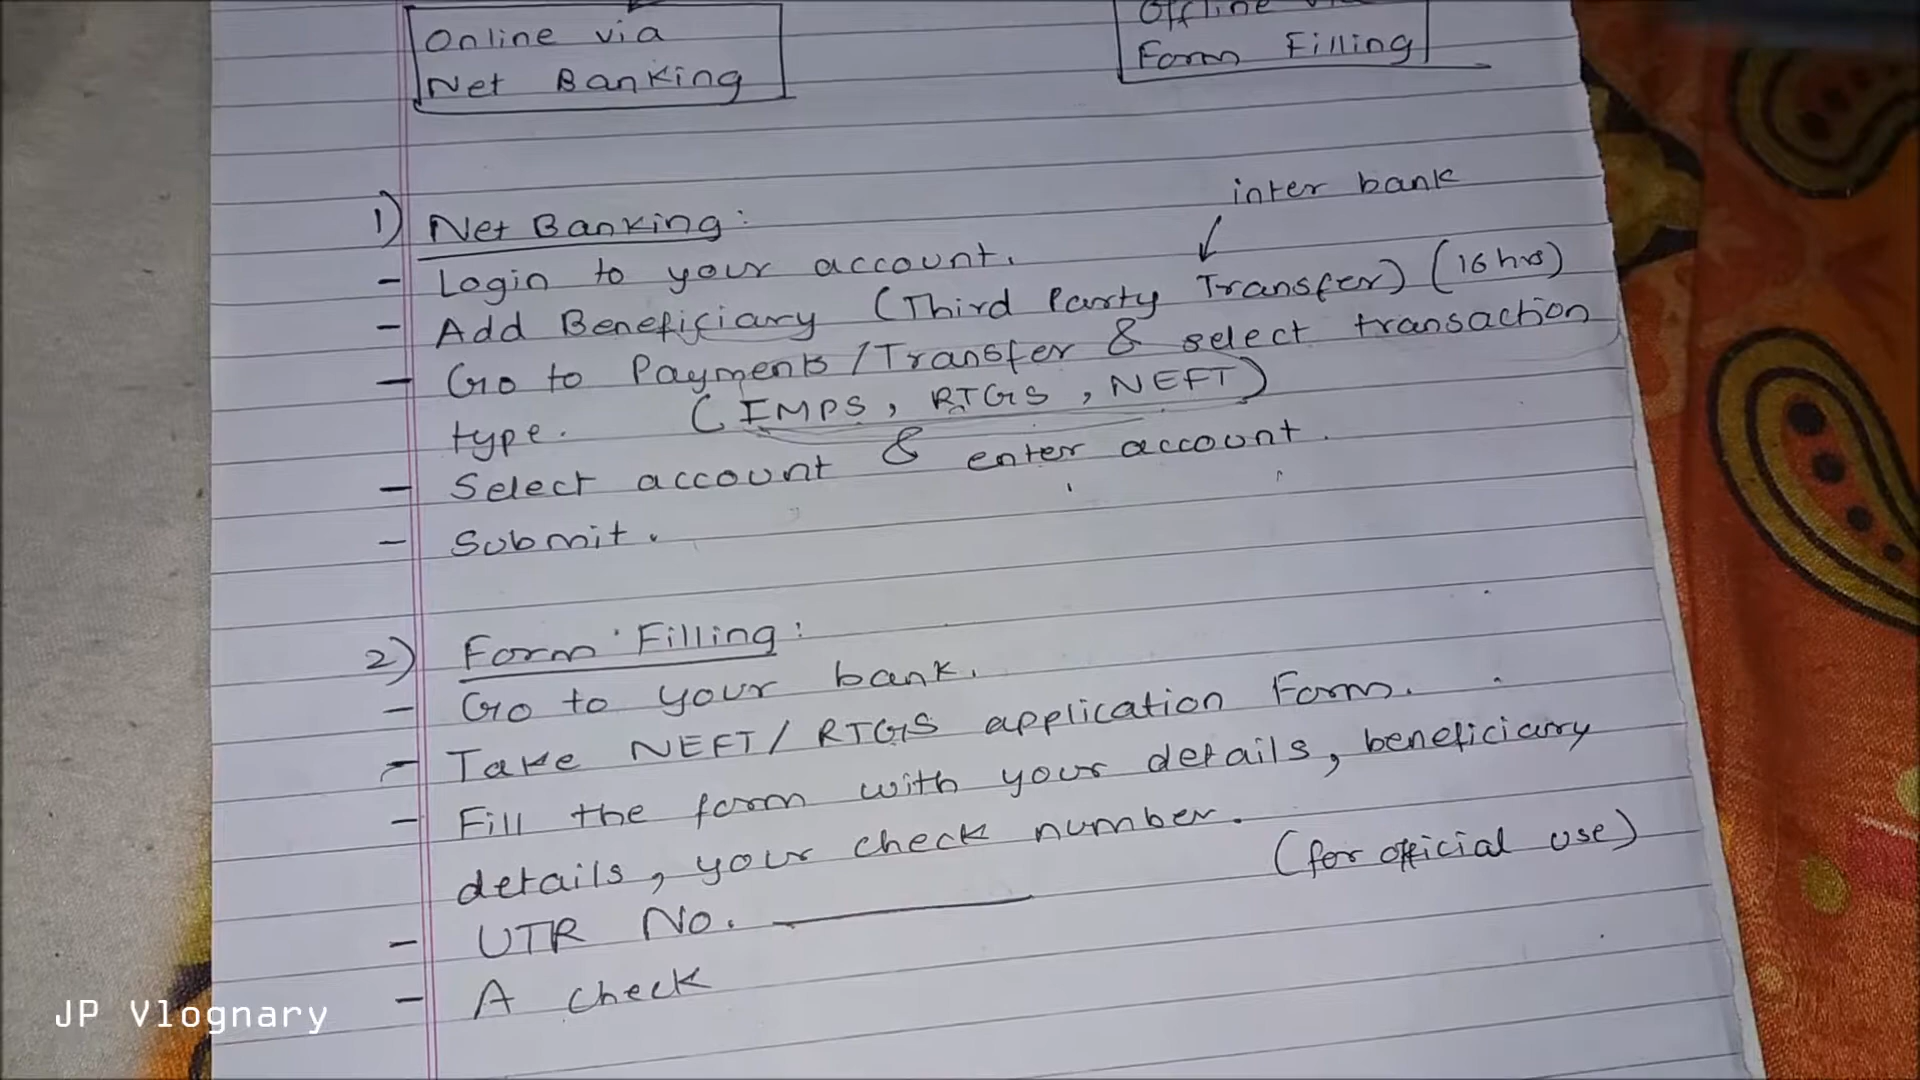 Online via
Net Banking
Offline
Form Filling
inter bank
1) Net Banking:
- Login to your account.
- Add Beneficiary (Third Party Transfer) (16 hrs)
- Go to Payments/Transfer & select transaction
type. (IMPS, RTGS, NEFT)
- Select account & enter account.
- Submit.
2) Form Filling:
- Go to your bank.
- Take NEFT/RTGS application Form.
- Fill the form with your details, beneficiary
details, your check number.
- UTR No. ________ (for official use)
- A check
JP Vlognary